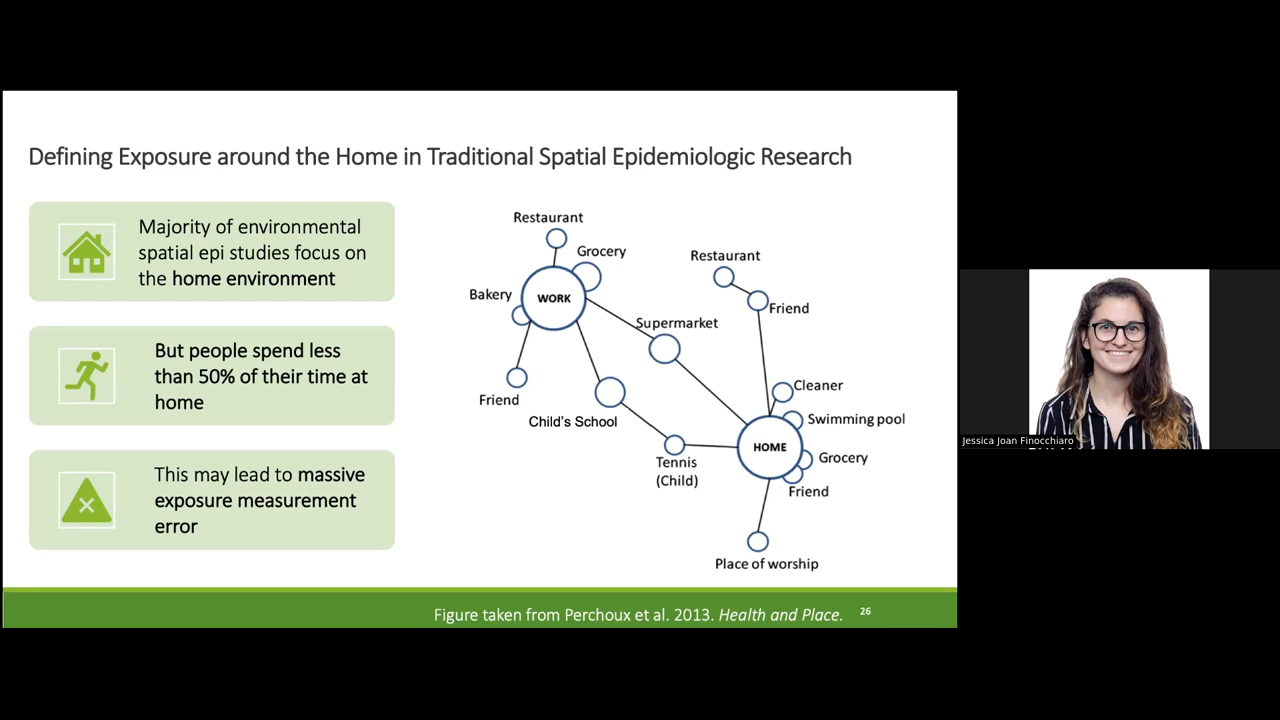 Defining Exposure around the Home in Traditional Spatial Epidemiologic Research
Majority of environmental
spatial epi studies focus on
the home environment
But people spend less
than 50% of their time at
home
This may lead to massive
exposure measurement
error
Restaurant
Grocery
Bakery
WORK
Friend
Child's School
Supermarket
Tennis
(Child)
Restaurant
Friend
Cleaner
Swimming pool
HOME
Grocery
Friend
Place of worship
Figure taken from Perchoux et al. 2013. Health and Place.
26
Jessica Joan Finocchiaro